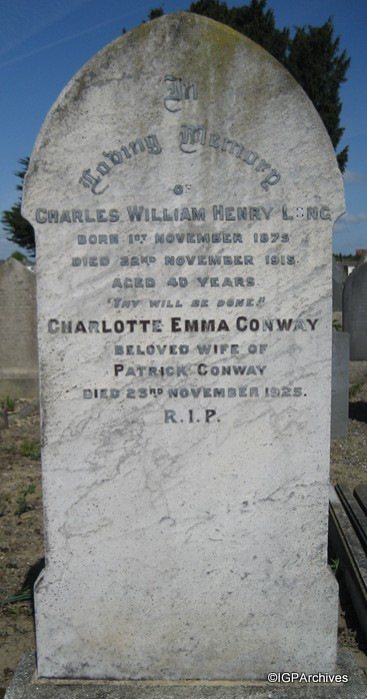 In
Loving Memory
OF
CHARLES WILLIAM HENRY LONG
BORN 1ST NOVEMBER 1875
DIED 22ND NOVEMBER 1915
AGED 40 YEARS
"THY WILL BE DONE."
CHARLOTTE EMMA CONWAY
BELOVED WIFE OF
PATRICK CONWAY
DIED 23RD NOVEMBER 1925.
R.I.P.
©IGPArchives